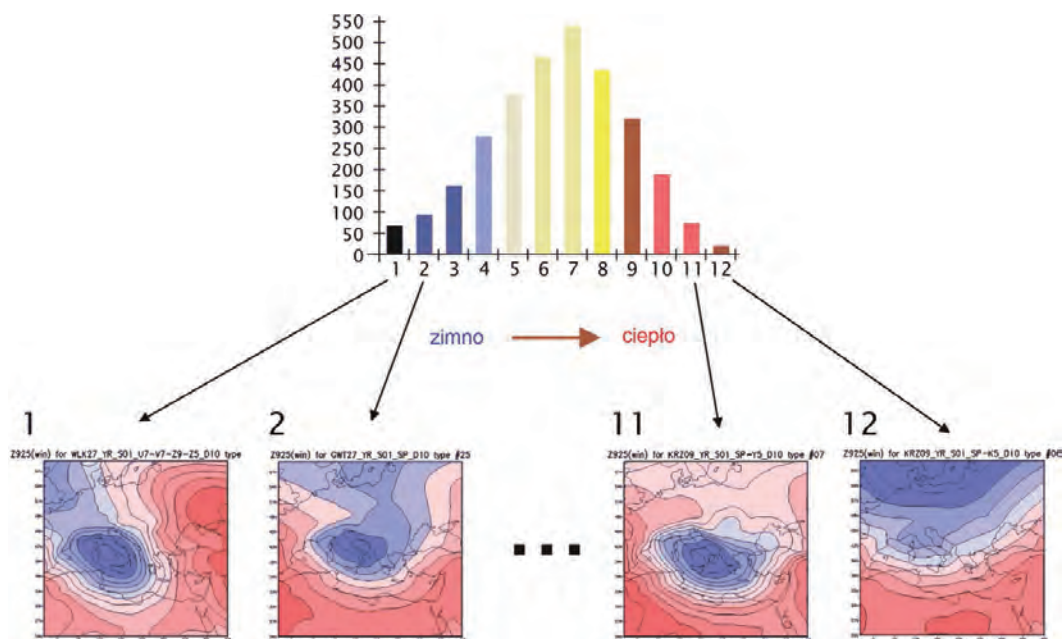 550
500
450
400
350
300
250
200
150
100
50
0
1 2 3 4 5 6 7 8 9 10 11 12
zimno ciepło
1 2 11 12
Z925(win) for WLK27_YR_S01_U7-V7-Z9-Z5_D10 type
Z925(win) for GWT27_YR_S01_SP_D10 type #25
Z925(win) for KRZ09_YR_S01_SP-Y5_D10 type #07
Z925(win) for KRZ09_YR_S01_SP-K5_D10 type